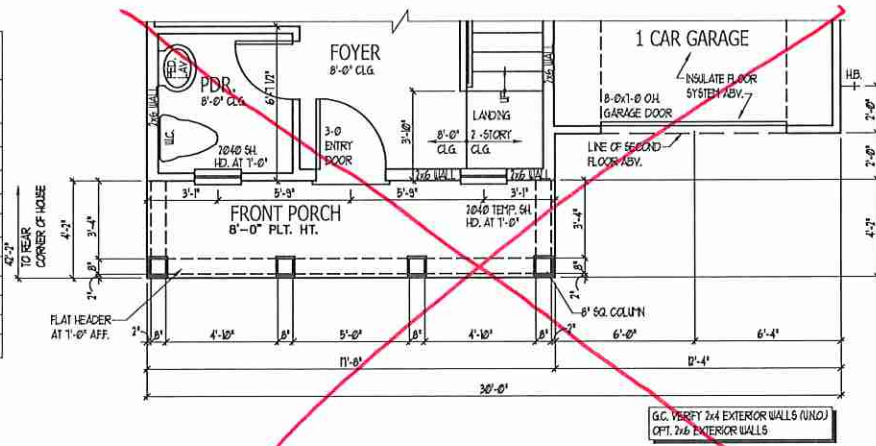 FOYER
8'-0" CLG.
1 CAR GARAGE
PED.
LAV.
PDR.
8'-0" CLG.
6'-7 1/2"
2x6 WALL
2x6 WALL
INSULATE FLOOR
SYSTEM ABV.
H.B.
8-0x7-0 O.H.
GARAGE DOOR
W.C.
3-0
ENTRY
DOOR
3'-10"
LANDING
8'-0"
CLG.
2-STORY
CLG.
LINE OF SECOND
FLOOR ABV.
2'-0"
2'-0"
2040 SH.
HD. AT 7'-0"
2x6 WALL
2x6 WALL
3'-1"
5'-9"
5'-9"
3'-1"
FRONT PORCH
8'-0" PLT. HT.
2040 TEMP. SH.
HD. AT 7'-0"
42'-2"
TO REAR
CORNER OF HOUSE
4'-2"
3'-4"
8"
2"
3'-4"
8"
2"
4'-2"
FLAT HEADER
AT 7'-0" A.F.F.
8" SQ. COLUMN
2"
8"
4'-10"
8"
5'-0"
8"
4'-10"
8"
2"
6'-0"
6'-4"
17'-8"
12'-4"
30'-0"
G.C. VERIFY 2x4 EXTERIOR WALLS (U.N.O.)
OPT. 2x6 EXTERIOR WALLS